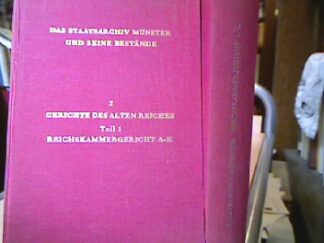 DAS STAATSARCHIV MÜNSTER
UND SEINE BESTÄNDE
2
GERICHTE DES ALTEN REICHES
Teil 1
REICHSKAMMERGERICHT A-K